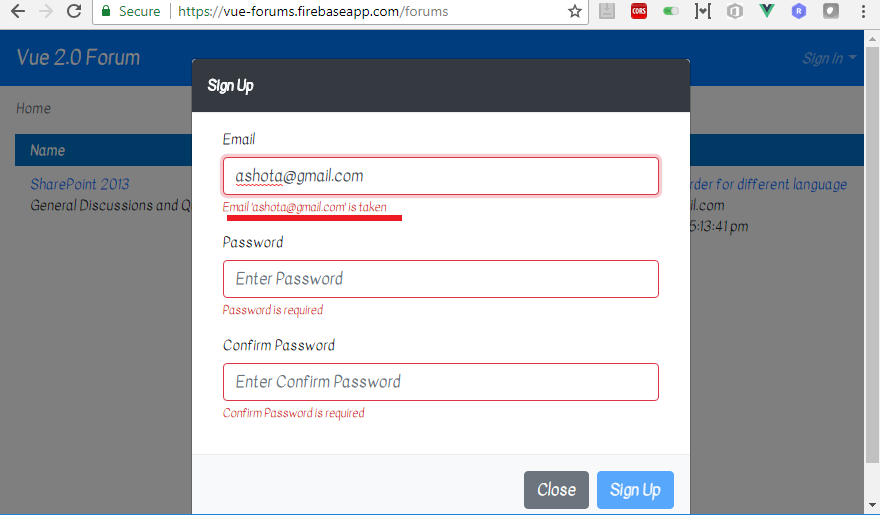 Secure | https://vue-forums.firebaseapp.com/forums
CORS
R
Vue 2.0 Forum
Sign In
Sign Up
Home
Name
Email
ashota@gmail.com
SharePoint 2013
rder for different language
General Discussions and Q
il.com
Email 'ashota@gmail.com' is taken
5:13:41 pm
Password
Enter Password
Password is required
Confirm Password
Enter Confirm Password
Confirm Password is required
Close
Sign Up